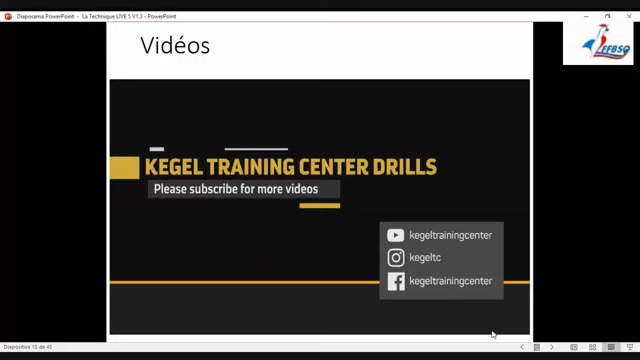 Diaporama PowerPoint - La Technique LIVE 5 V1.3 - PowerPoint
Vidéos
FFBSQ
KEGEL TRAINING CENTER DRILLS
Please subscribe for more videos
kegeltrainingcenter
kegeltc
kegeltrainingcenter
Diapositive 13 de 43